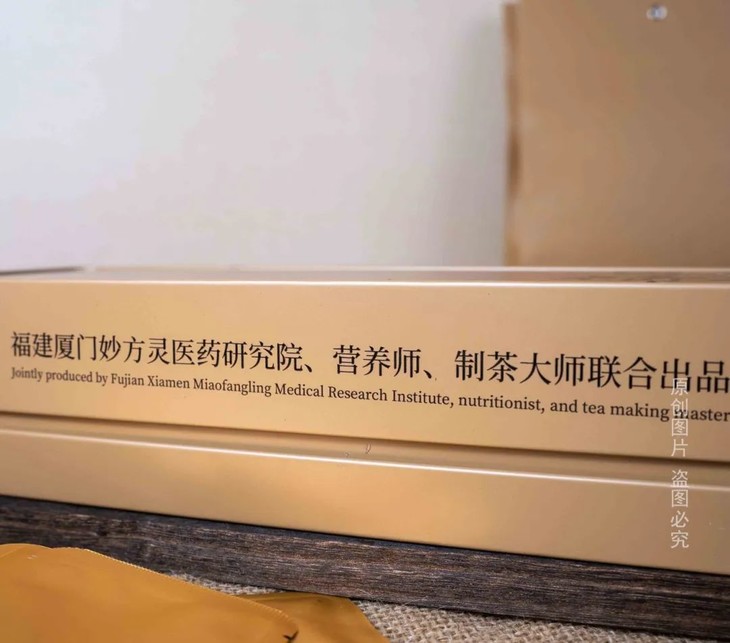 福建厦门妙方灵医药研究院、营养师、制茶大师联合出品
Jointly produced by Fujian Xiamen Miaofangling Medical Research Institute, nutritionist, and tea making master
原创图片 盗图必究